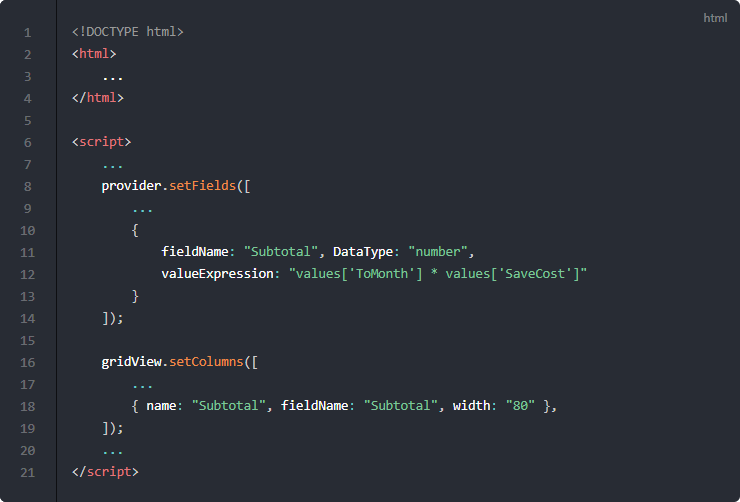 html
1 <!DOCTYPE html>
2 <html>
3     ...
4 </html>
5
6 <script>
7     ...
8     provider.setFields([
9         ...
10         {
11             fieldName: "Subtotal", DataType: "number",
12             valueExpression: "values['ToMonth'] * values['SaveCost']"
13         }
14     ]);
15
16     gridView.setColumns([
17         ...
18         { name: "Subtotal", fieldName: "Subtotal", width: "80" },
19     ]);
20     ...
21 </script>